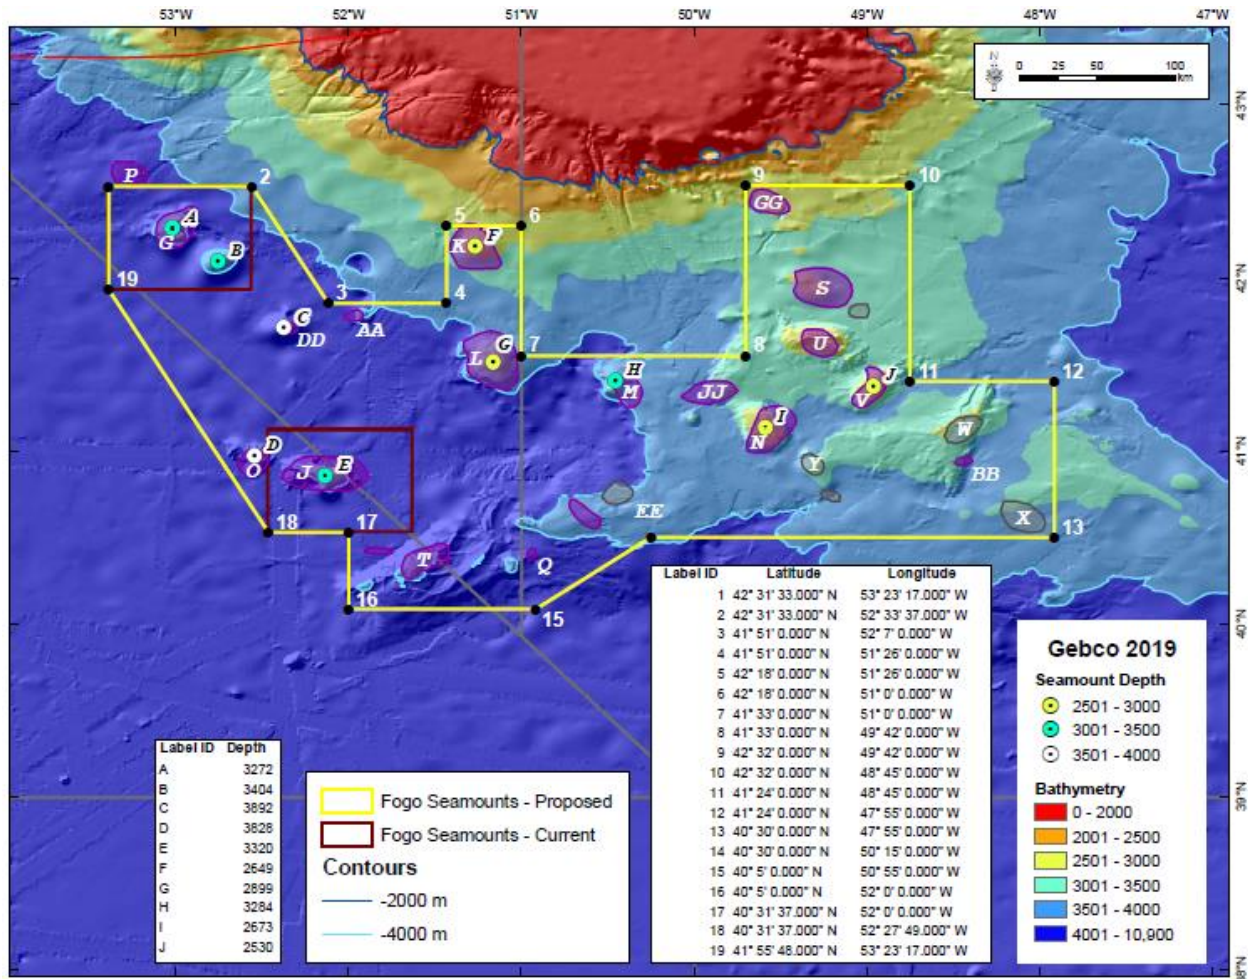 53°W 52°W 51°W 50°W 49°W 48°W 47°W
N
0 25 50 100
km
43°N
P 2 9 10
GG
A
G
5 6
K F
B
42°N
19 S
3 4
C
DD AA
U
L G 7 8
H
M JJ J
V 11 12
I
N
W
D
O
41°N
J E
Y
BB
EE
X
18 17 13
T
Q
16 15
40°N
39°N
38°N
Label ID Depth
A 3272
B 3404
C 3892
D 3828
E 3320
F 2649
G 2899
H 3284
I 2673
J 2530
Fogo Seamounts - Proposed
Fogo Seamounts - Current
Contours
-2000 m
-4000 m
Label ID Latitude Longitude
1 42° 31' 33.000" N 53° 23' 17.000" W
2 42° 31' 33.000" N 52° 33' 37.000" W
3 41° 51' 0.000" N 52° 7' 0.000" W
4 41° 51' 0.000" N 51° 26' 0.000" W
5 42° 18' 0.000" N 51° 26' 0.000" W
6 42° 18' 0.000" N 51° 0' 0.000" W
7 41° 33' 0.000" N 51° 0' 0.000" W
8 41° 33' 0.000" N 49° 42' 0.000" W
9 42° 32' 0.000" N 49° 42' 0.000" W
10 42° 32' 0.000" N 48° 45' 0.000" W
11 41° 24' 0.000" N 48° 45' 0.000" W
12 41° 24' 0.000" N 47° 55' 0.000" W
13 40° 30' 0.000" N 47° 55' 0.000" W
14 40° 30' 0.000" N 50° 15' 0.000" W
15 40° 5' 0.000" N 50° 55' 0.000" W
16 40° 5' 0.000" N 52° 0' 0.000" W
17 40° 31' 37.000" N 52° 0' 0.000" W
18 40° 31' 37.000" N 52° 27' 49.000" W
19 41° 55' 48.000" N 53° 23' 17.000" W
Gebco 2019
Seamount Depth
2501 - 3000
3001 - 3500
3501 - 4000
Bathymetry
0 - 2000
2001 - 2500
2501 - 3000
3001 - 3500
3501 - 4000
4001 - 10,900